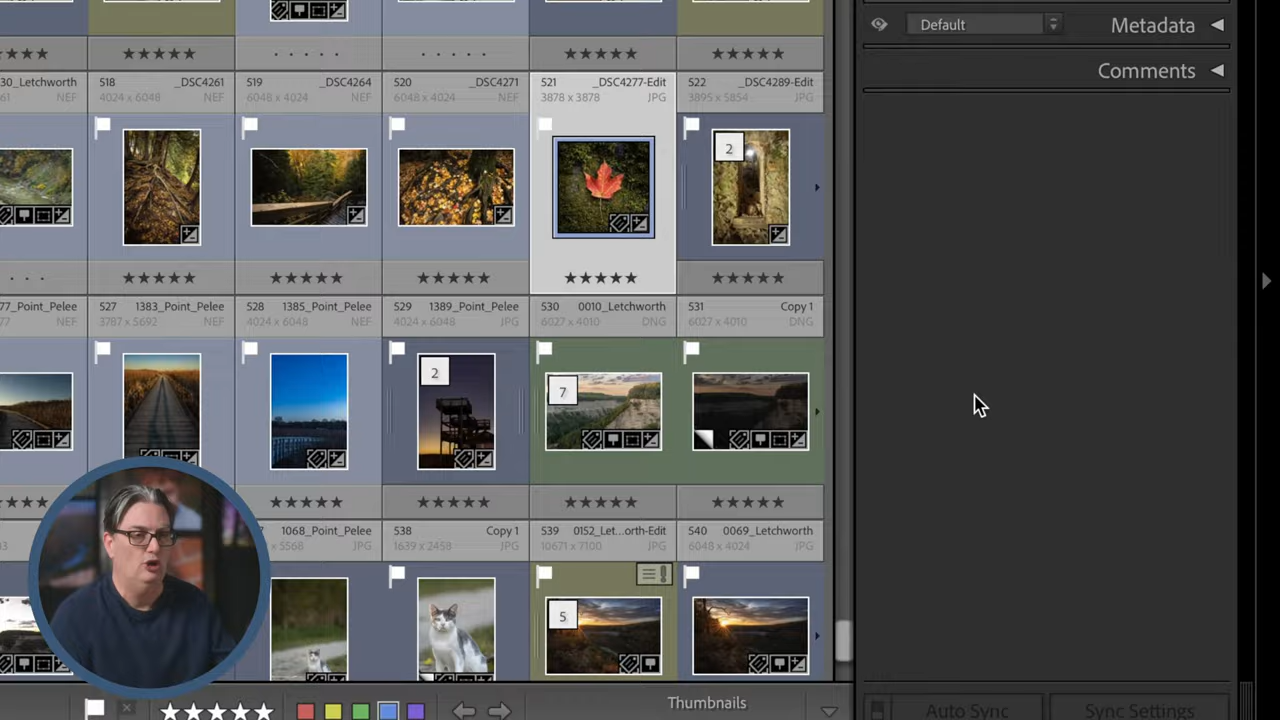 Default
Metadata
Comments
30_Letchworth
61
518 _DSC4261
4024 x 6048 NEF
519 _DSC4264
6048 x 4024 NEF
520 _DSC4271
6048 x 4024 NEF
521 _DSC4277-Edit
3878 x 3878 JPG
522 _DSC4289-Edit
3895 x 5854 JPG
2
77_Point_Pelee
77 NEF
527 1383_Point_Pelee
3787 x 5692 NEF
528 1385_Point_Pelee
4024 x 6048 NEF
529 1389_Point_Pelee
4024 x 6048 JPG
530 0010_Letchworth
6027 x 4010 DNG
531 Copy 1
6027 x 4010 DNG
2
7
1068_Point_Pelee
x 5568 JPG
538 Copy 1
1639 x 2458 JPG
539 0152_Let...orth-Edit
10671 x 7100 JPG
540 0069_Letchworth
6048 x 4024 NEF
5
Thumbnails
Auto Sync
Sync Settings